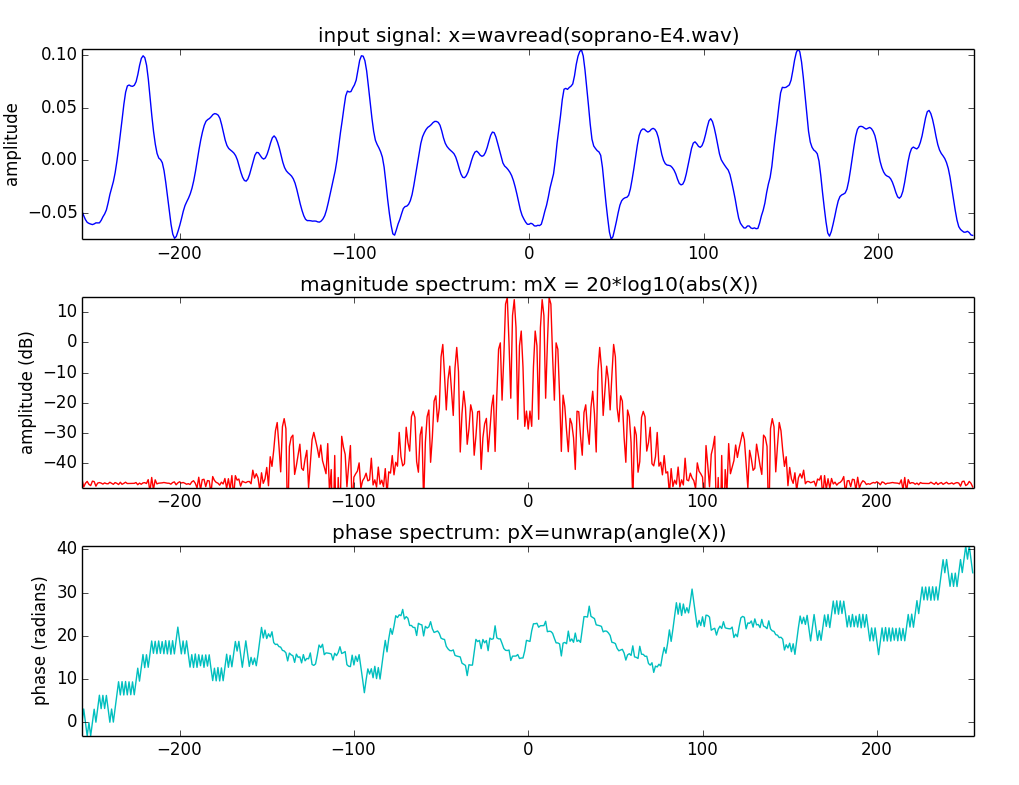 input signal: x=wavread(soprano-E4.wav)
amplitude
0.10
0.05
0.00
−0.05
−200 −100 0 100 200
magnitude spectrum: mX = 20*log10(abs(X))
amplitude (dB)
10
0
−10
−20
−30
−40
−200 −100 0 100 200
phase spectrum: pX=unwrap(angle(X))
phase (radians)
40
30
20
10
0
−200 −100 0 100 200